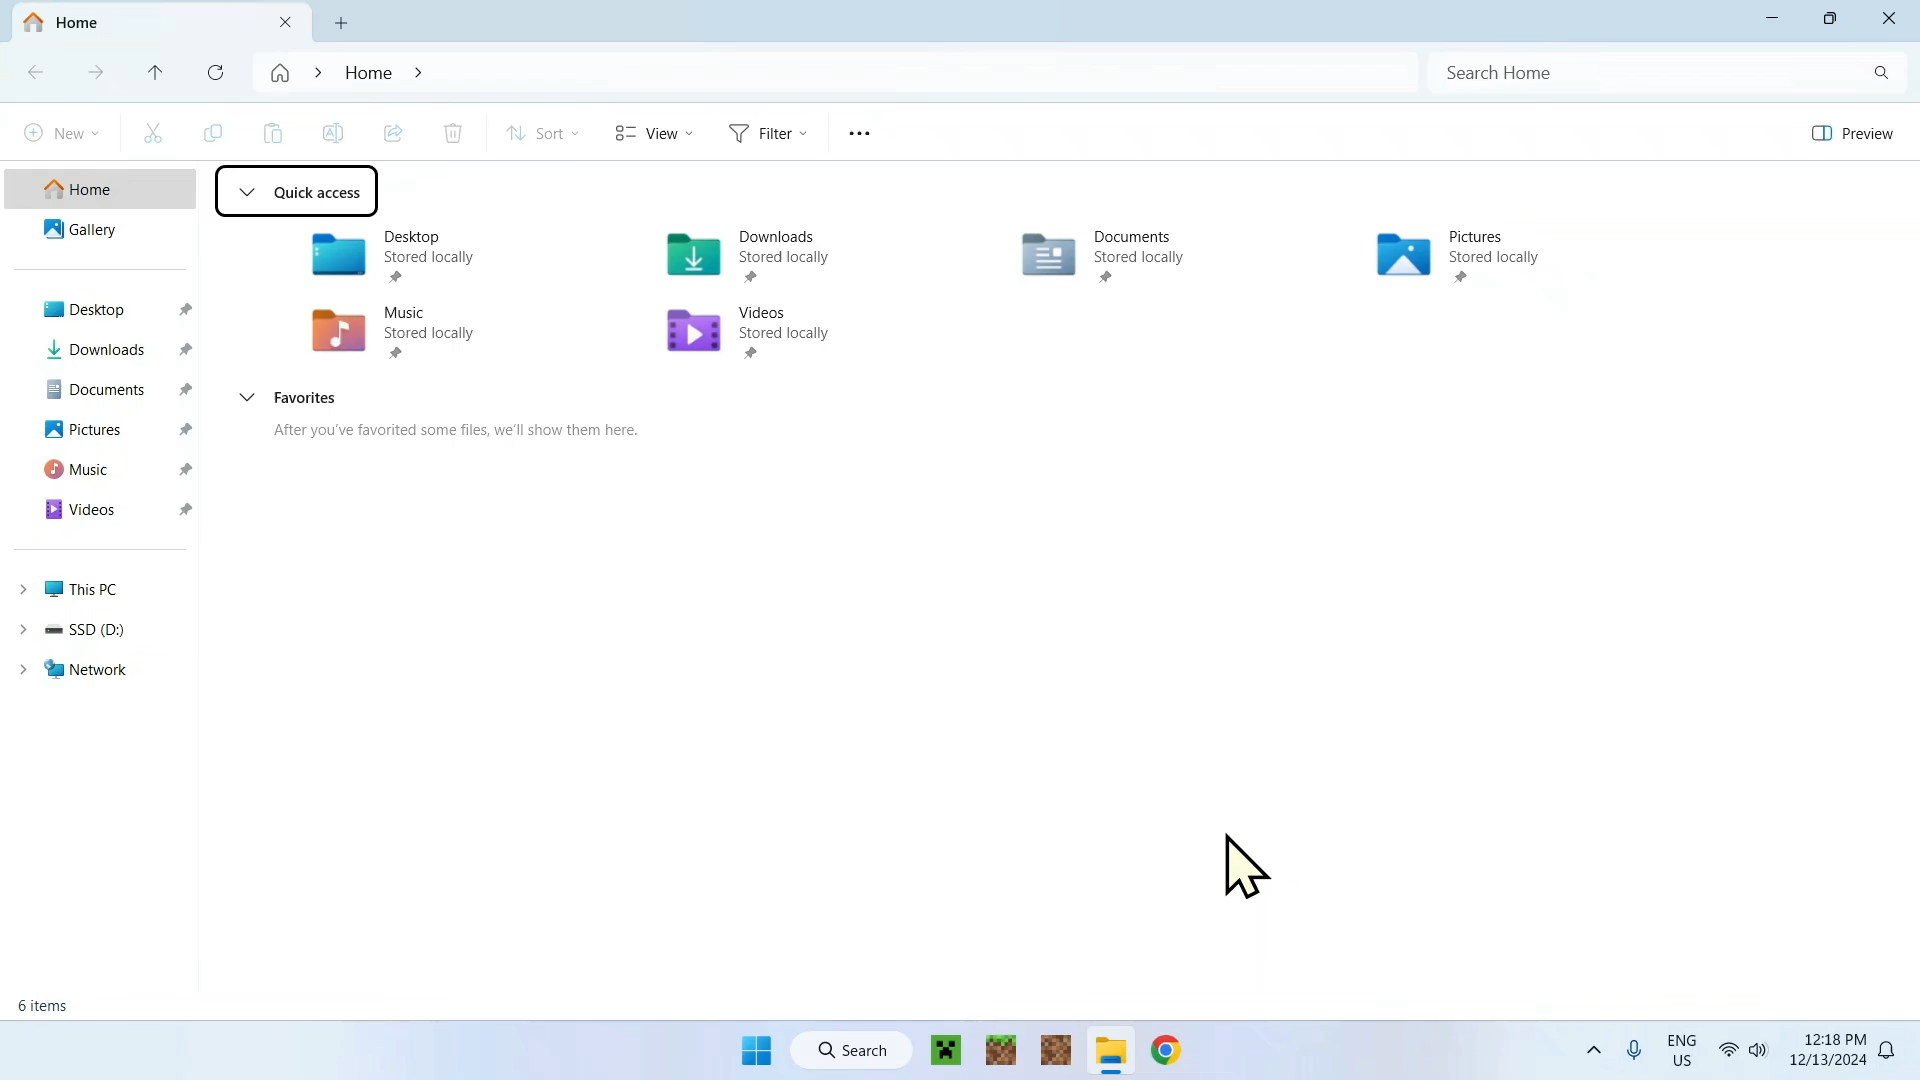 Home
Home
Search Home
New
Sort
View
Filter
Preview
Home
Gallery
Desktop
Downloads
Documents
Pictures
Music
Videos
This PC
SSD (D:)
Network
Quick access
Desktop
Stored locally
Downloads
Stored locally
Documents
Stored locally
Pictures
Stored locally
Music
Stored locally
Videos
Stored locally
Favorites
After you've favorited some files, we'll show them here.
6 items
Search
ENG
US
12:18 PM
12/13/2024